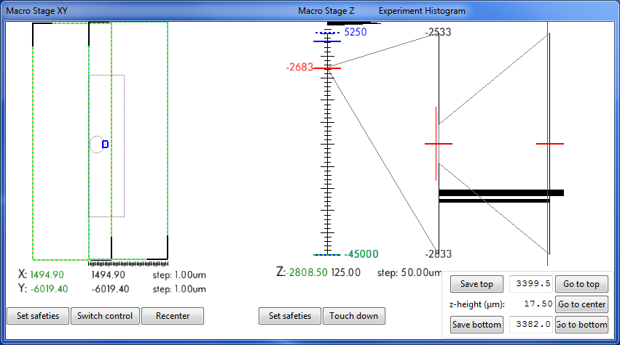 Macro Stage XY
Macro Stage Z
Experiment Histogram
5250
-2683
-45000
-2533
-2833
X: 1494.90 1494.90 step: 1.00um
Y: -6019.40 -6019.40 step: 1.00um
Z:-2808.50 125.00 step: 50.00um
Set safeties
Switch control
Recenter
Set safeties
Touch down
Save top 3399.5 Go to top
z-height (µm): 17.50 Go to center
Save bottom 3382.0 Go to bottom